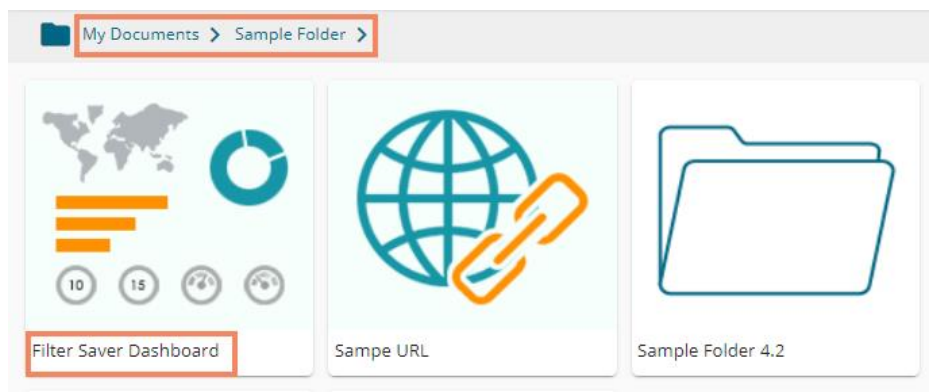 My Documents > Sample Folder >
10 15
Filter Saver Dashboard
Sampe URL
Sample Folder 4.2